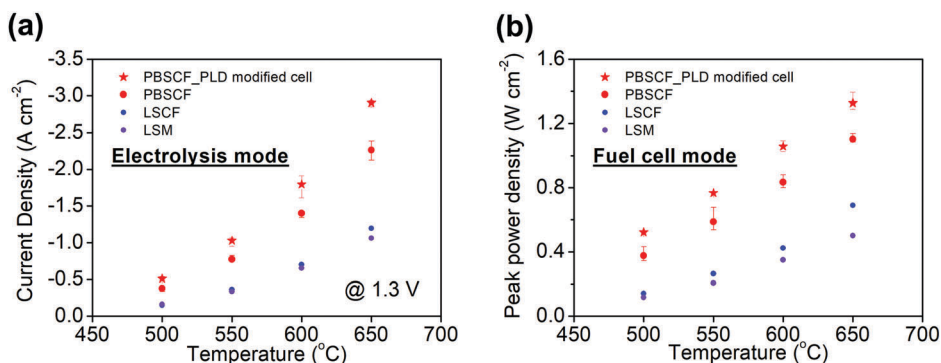 (a)
-3.5
-3.0
-2.5
-2.0
-1.5
-1.0
-0.5
0.0
Current Density (A cm⁻²)
PBSCF_PLD modified cell
PBSCF
LSCF
LSM
Electrolysis mode
@ 1.3 V
450 500 550 600 650 700
Temperature (°C)
(b)
1.6
1.2
0.8
0.4
0.0
Peak power density (W cm⁻²)
PBSCF_PLD modified cell
PBSCF
LSCF
LSM
Fuel cell mode
450 500 550 600 650 700
Temperature (°C)